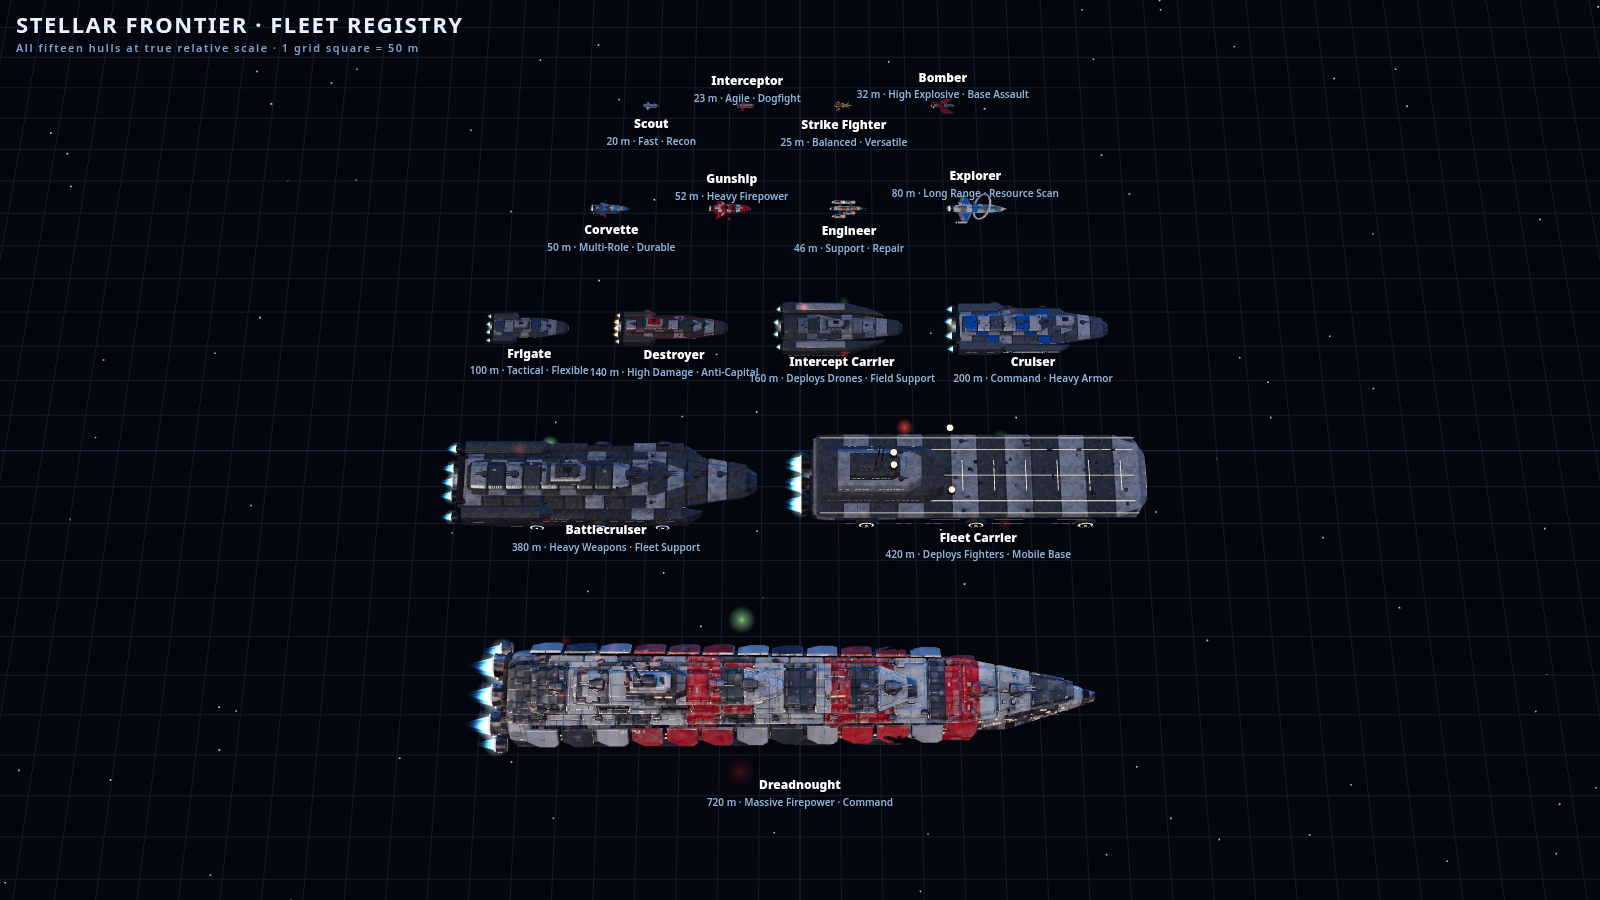 STELLAR FRONTIER · FLEET REGISTRY
All fifteen hulls at true relative scale · 1 grid square = 50 m
Interceptor
23 m · Agile · Dogfight
Bomber
32 m · High Explosive · Base Assault
Scout
20 m · Fast · Recon
Strike Fighter
25 m · Balanced · Versatile
Gunship
52 m · Heavy Firepower
Explorer
80 m · Long Range · Resource Scan
Corvette
50 m · Multi-Role · Durable
Engineer
46 m · Support · Repair
Frigate
100 m · Tactical · Flexible
Destroyer
140 m · High Damage · Anti-Capital
Intercept Carrier
160 m · Deploys Drones · Field Support
Cruiser
200 m · Command · Heavy Armor
Battlecruiser
380 m · Heavy Weapons · Fleet Support
Fleet Carrier
420 m · Deploys Fighters · Mobile Base
Dreadnought
720 m · Massive Firepower · Command